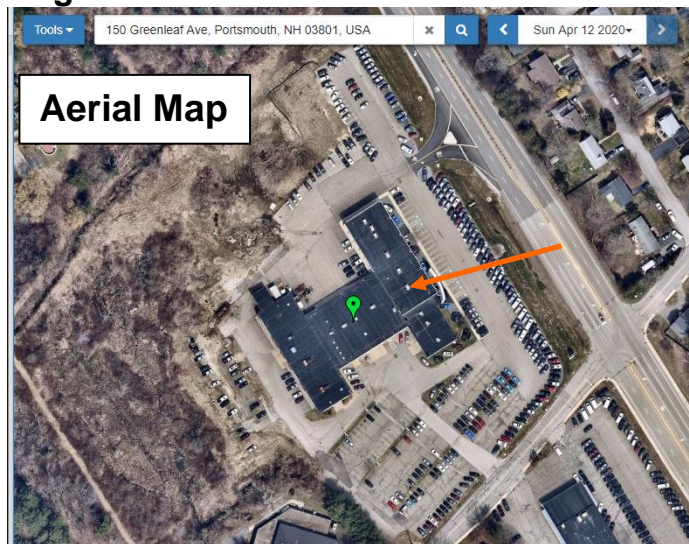 Tools
150 Greenleaf Ave, Portsmouth, NH 03801, USA
Sun Apr 12 2020
Aerial Map